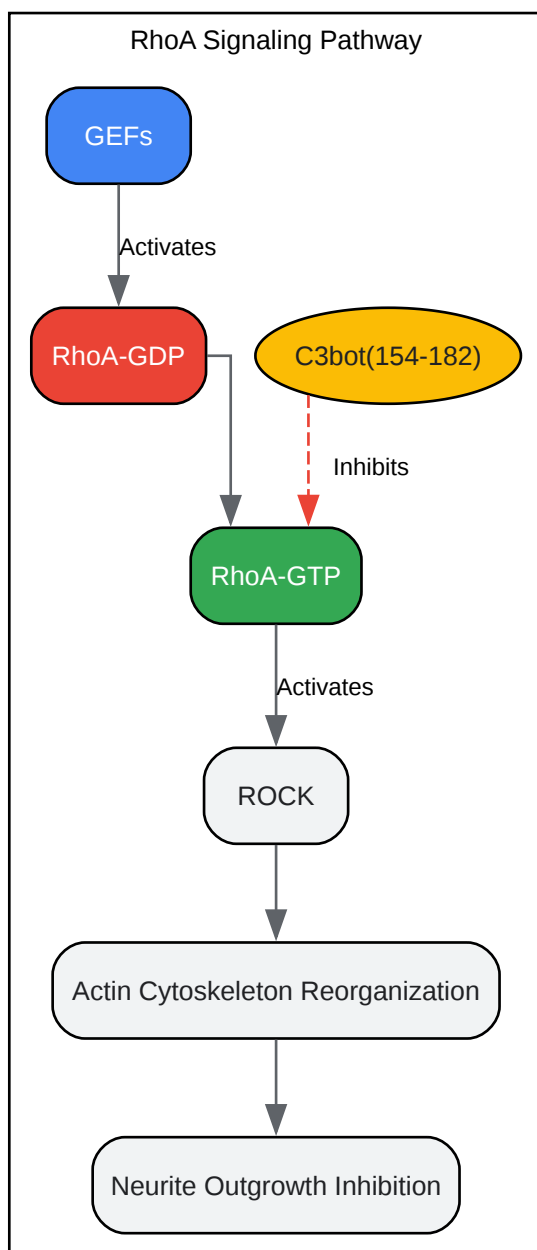 RhoA Signaling Pathway
GEFs
Activates
RhoA-GDP
C3bot(154-182)
Inhibits
RhoA-GTP
Activates
ROCK
Actin Cytoskeleton Reorganization
Neurite Outgrowth Inhibition